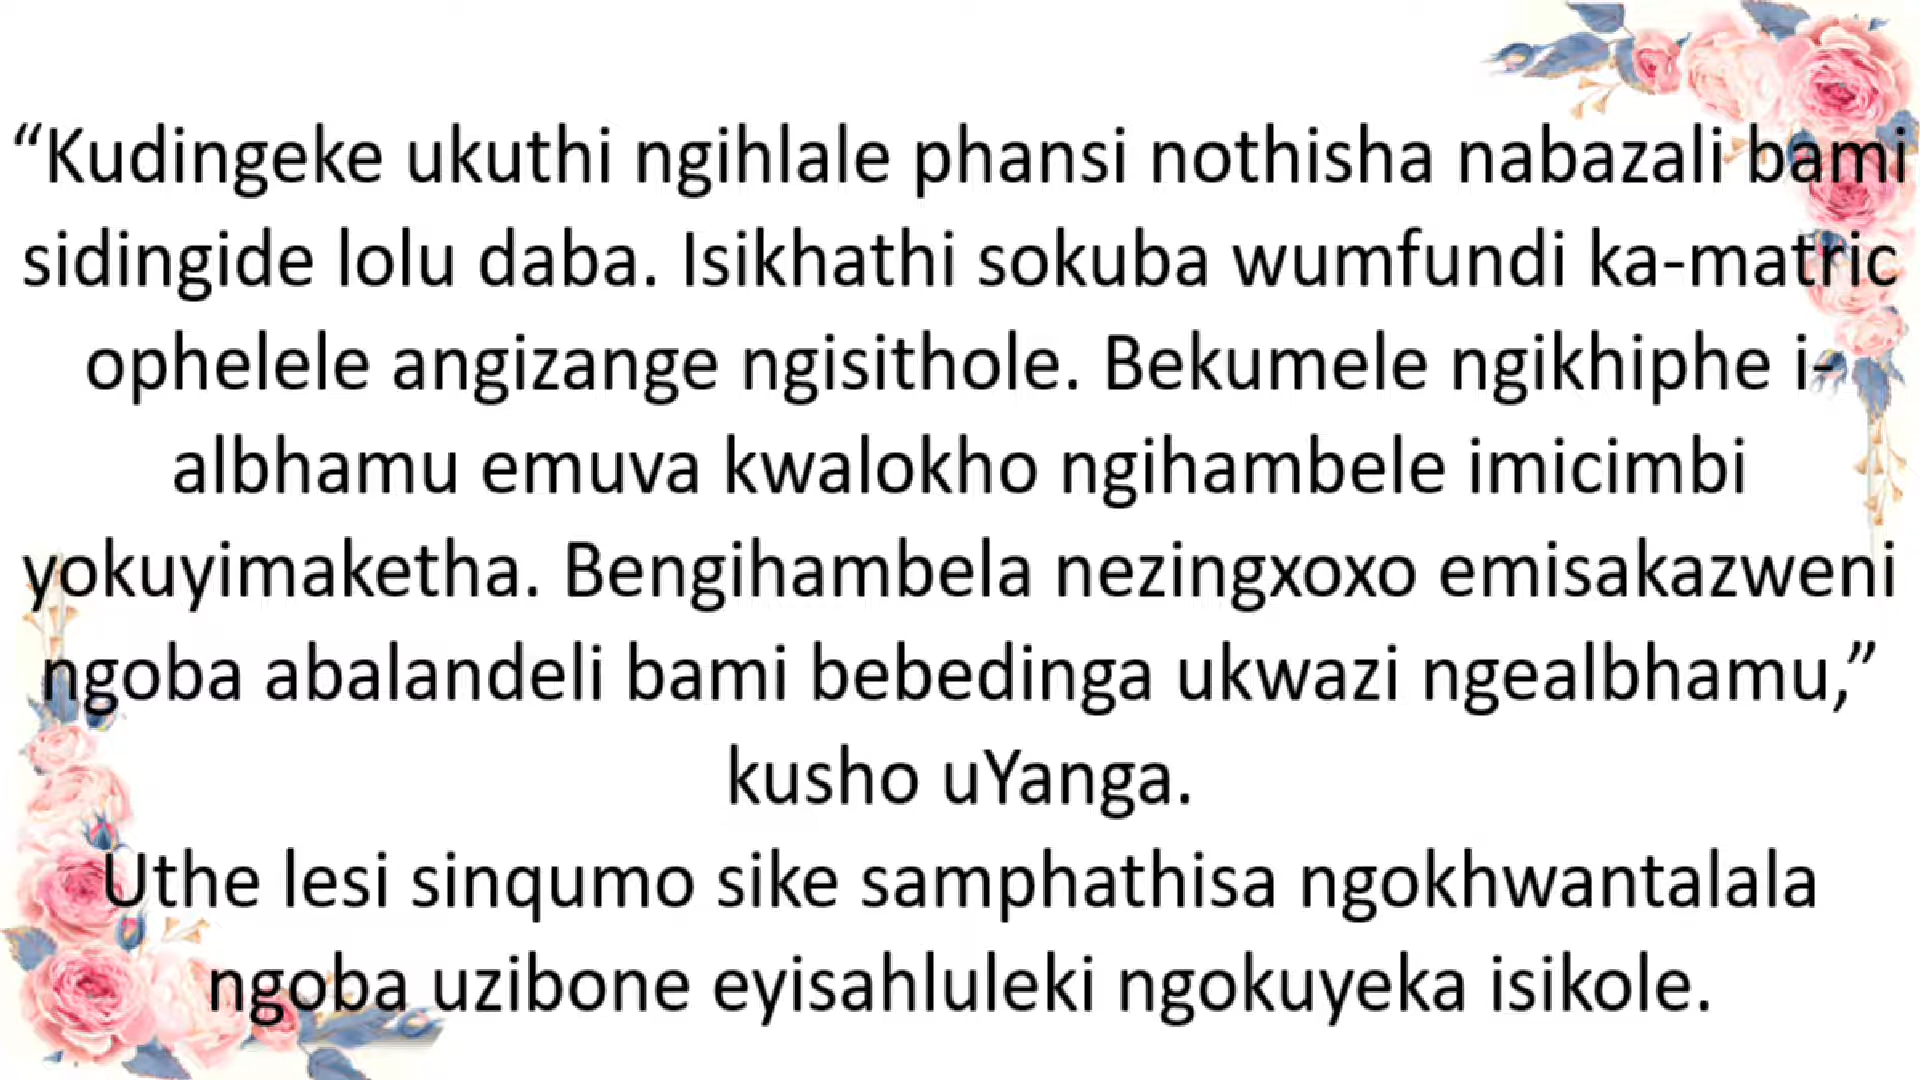 “Kudingeke ukuthi ngihlale phansi nothisha nabazali bami
sidingide lolu daba. Isikhathi sokuba wumfundi ka-matric
ophelele angizange ngisithole. Bekumele ngikhiphe i-
albhamu emuva kwalokho ngihambele imicimbi
yokuyimaketha. Bengihambela nezingxoxo emisakazweni
ngoba abalandeli bami bebedinga ukwazi ngealbhamu,”
kusho uYanga.
Uthe lesi sinqumo sike samphathisa ngokhwantalala
ngoba uzibone eyisahluleki ngokuyeka isikole.